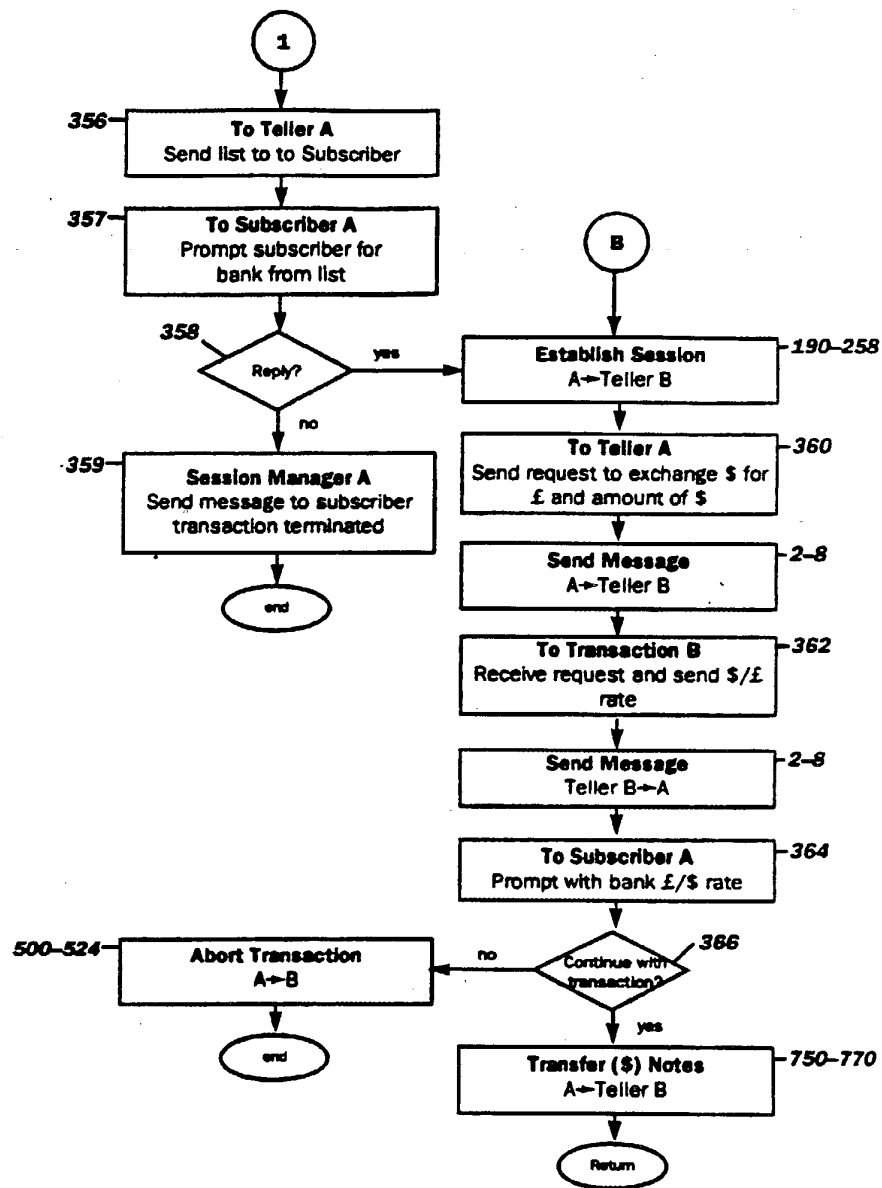 1
356
To Teller A
Send list to to Subscriber
357
To Subscriber A
Prompt subscriber for
bank from list
358
Reply?
yes
no
359
Session Manager A
Send message to subscriber
transaction terminated
end
B
Establish Session
A→Teller B
190–258
To Teller A
Send request to exchange $ for
£ and amount of $
360
Send Message
A→Teller B
2–8
To Transaction B
Receive request and send $/£
rate
362
Send Message
Teller B→A
2–8
To Subscriber A
Prompt with bank £/$ rate
364
Continue with
transaction?
366
no
yes
500–524
Abort Transaction
A→B
end
Transfer ($) Notes
A→Teller B
750–770
Return